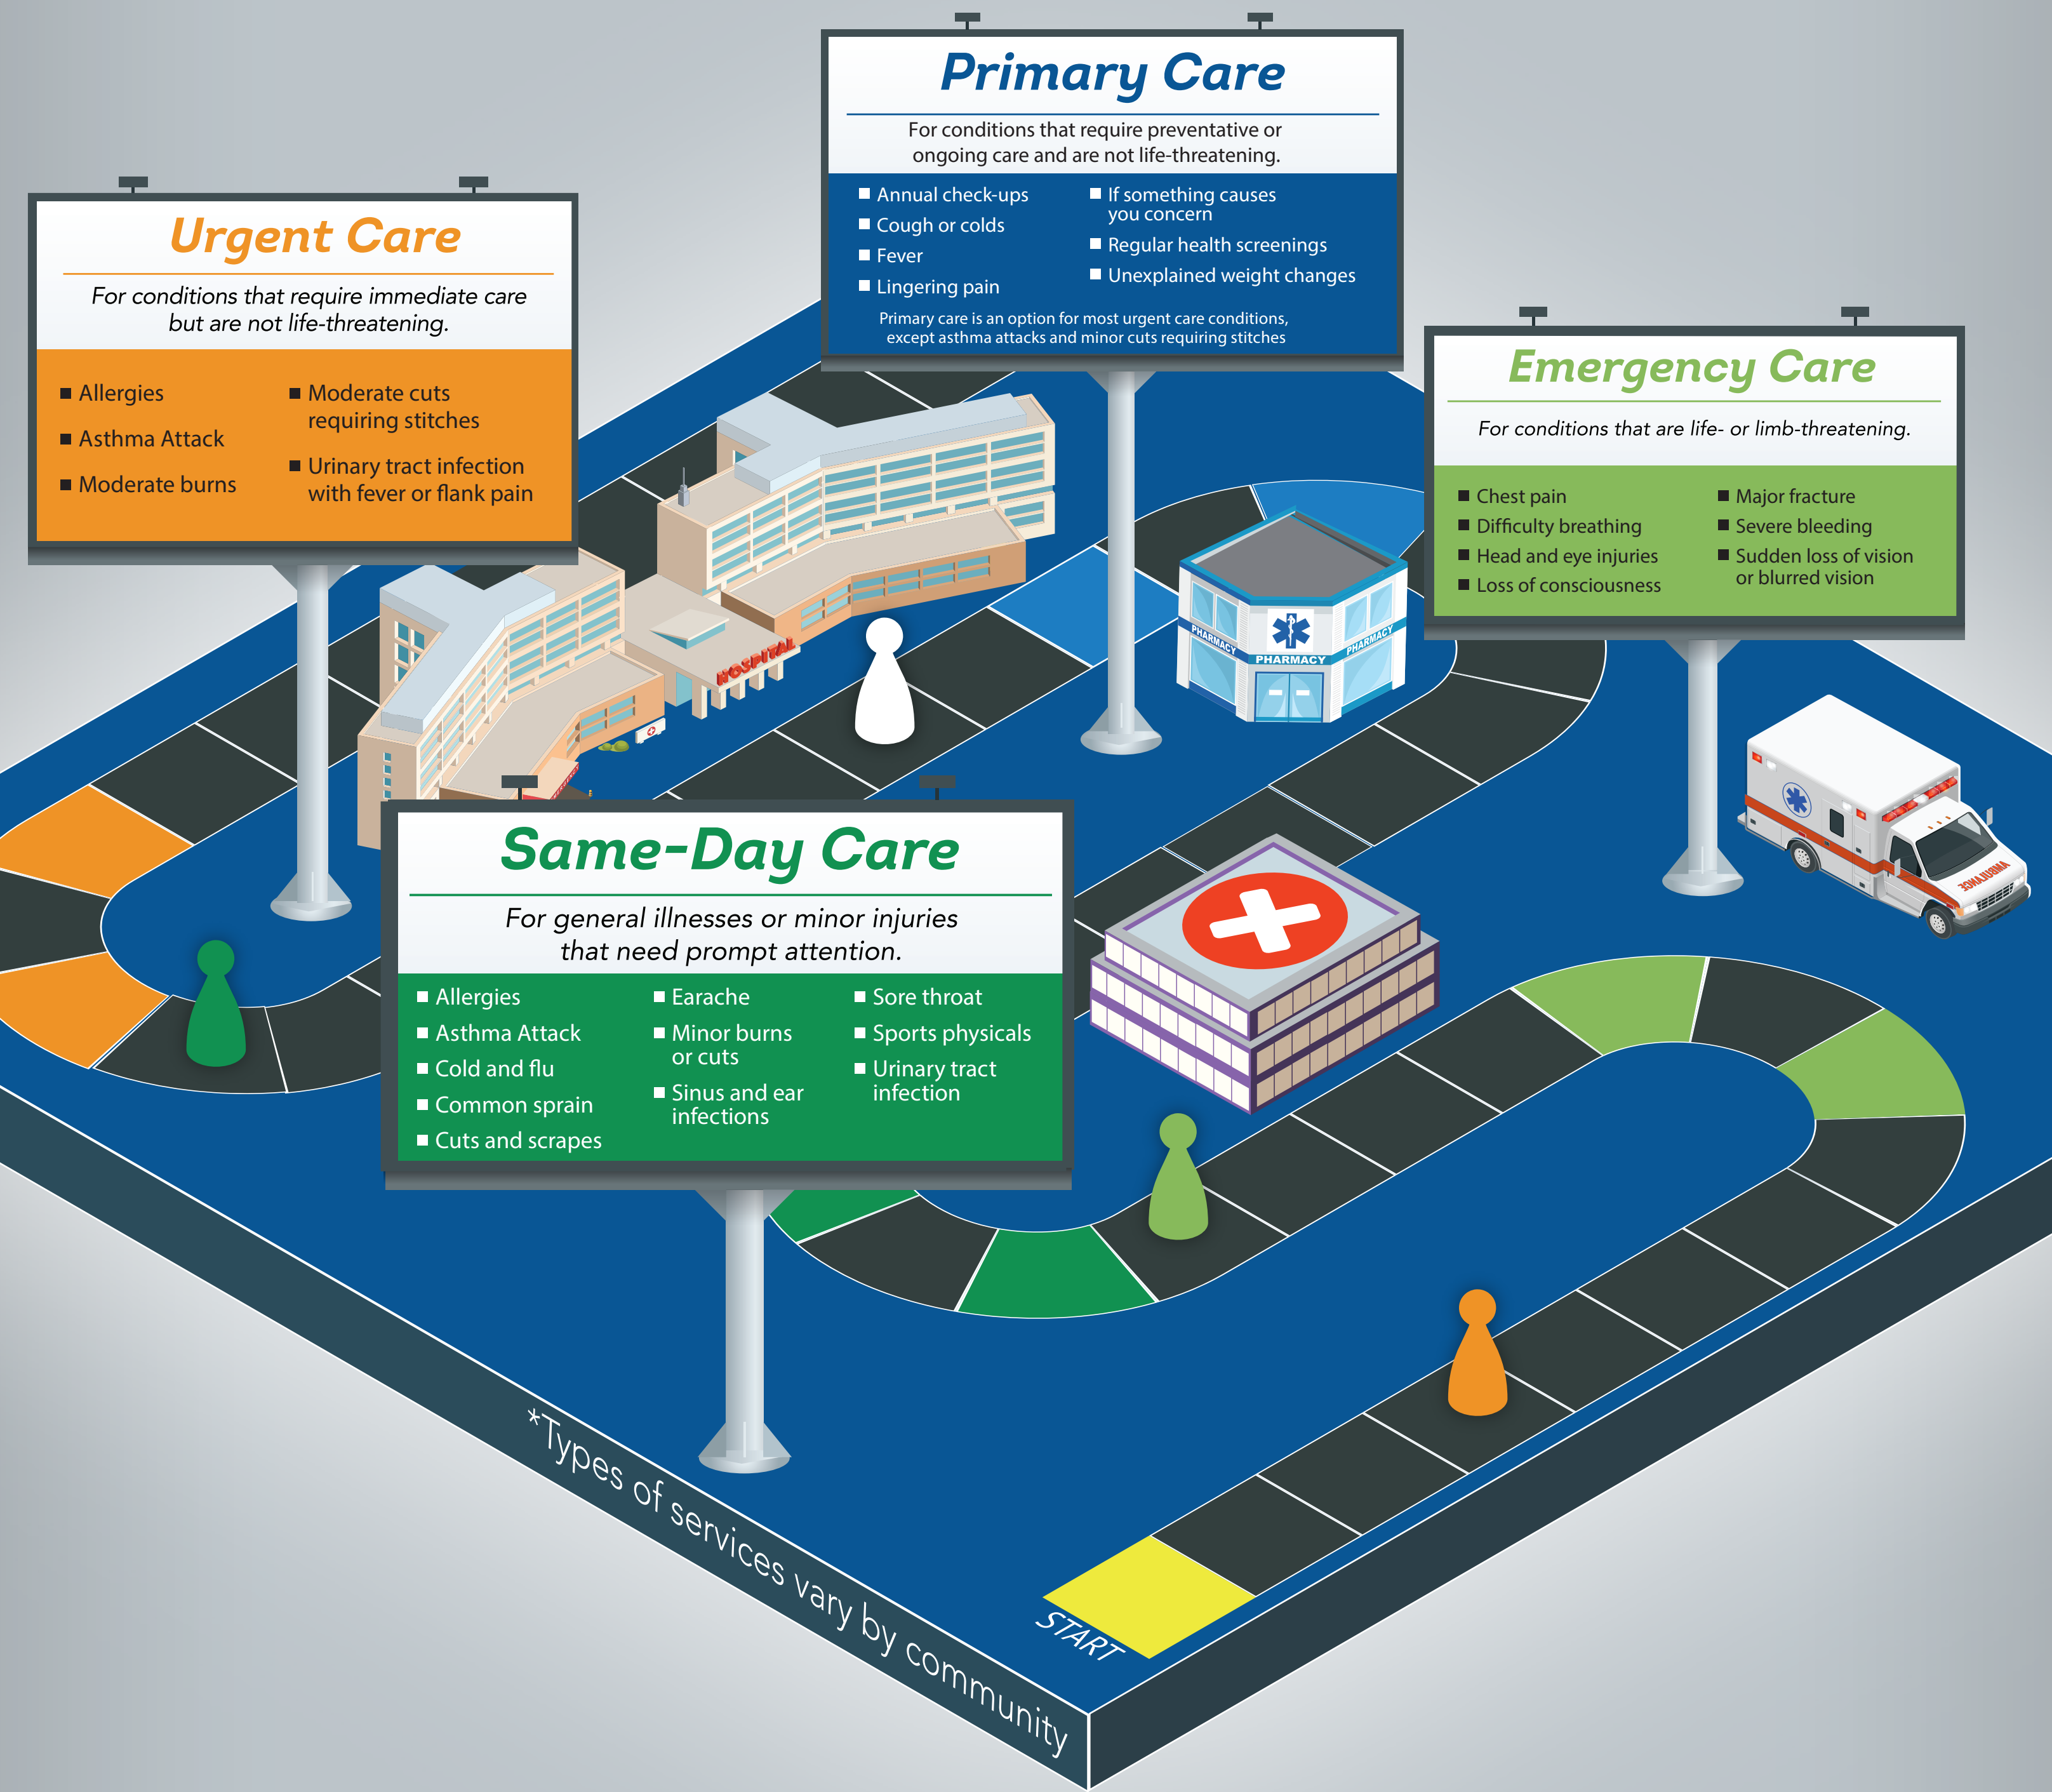 Primary Care
For conditions that require preventative or
ongoing care and are not life-threatening.
Annual check-ups
Cough or colds
Fever
Lingering pain
If something causes
you concern
Regular health screenings
Unexplained weight changes
Primary care is an option for most urgent care conditions,
except asthma attacks and minor cuts requiring stitches
Urgent Care
For conditions that require immediate care
but are not life-threatening.
Allergies
Asthma Attack
Moderate burns
Moderate cuts
requiring stitches
Urinary tract infection
with fever or flank pain
Emergency Care
For conditions that are life- or limb-threatening.
Chest pain
Difficulty breathing
Head and eye injuries
Loss of consciousness
Major fracture
Severe bleeding
Sudden loss of vision
or blurred vision
HOSPITAL
PHARMACY
PHARMACY
PHARMACY
AMBULANCE
Same-Day Care
For general illnesses or minor injuries
that need prompt attention.
Allergies
Asthma Attack
Cold and flu
Common sprain
Cuts and scrapes
Earache
Minor burns
or cuts
Sinus and ear
infections
Sore throat
Sports physicals
Urinary tract
infection
START
*Types of services vary by community